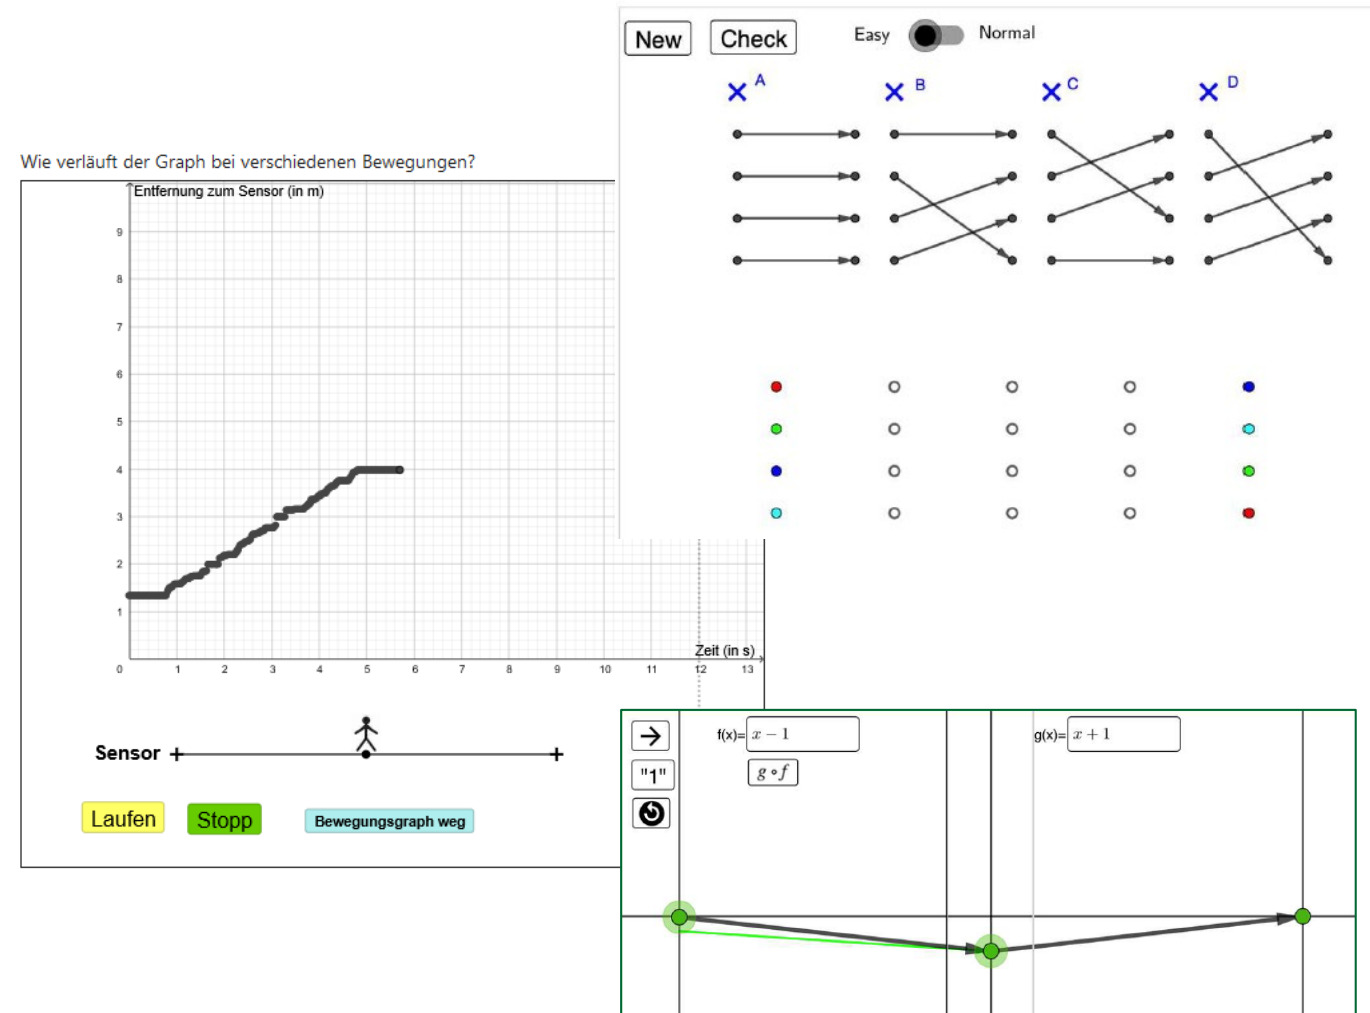 New
Check
Easy
Normal
A
B
C
D
Wie verläuft der Graph bei verschiedenen Bewegungen?
Entfernung zum Sensor (in m)
9
8
7
6
5
4
3
2
1
Zeit (in s)
0 1 2 3 4 5 6 7 8 9 10 11 12 13
Sensor
Laufen
Stopp
Bewegungsgraph weg
f(x)= x − 1
g(x)= x + 1
"1"
g∘f